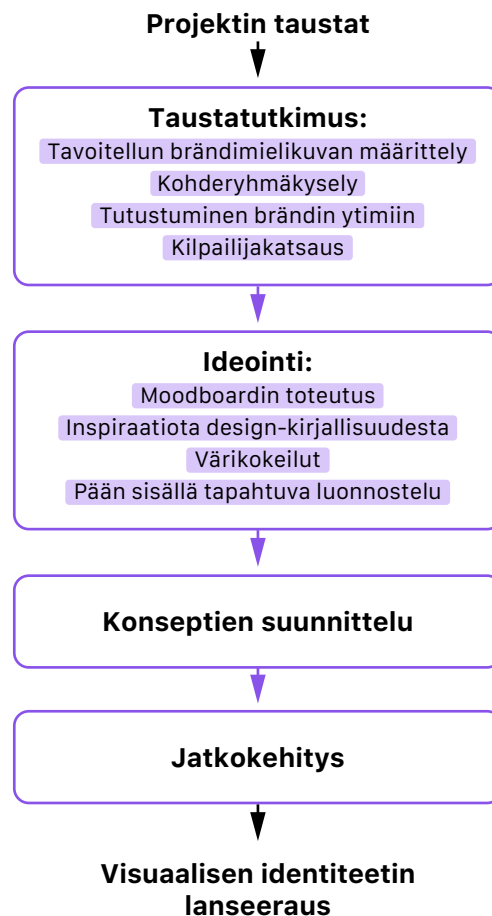 Projektin taustat
Taustatutkimus:
Tavoitellun brändimielikuvan määrittely
Kohderyhmäkysely
Tutustuminen brändin ytimiin
Kilpailijakatsaus
Ideointi:
Moodboardin toteutus
Inspiraatiota design-kirjallisuudesta
Värikokeilut
Pään sisällä tapahtuva luonnostelu
Konseptien suunnittelu
Jatkokehitys
Visuaalisen identiteetin
lanseeraus